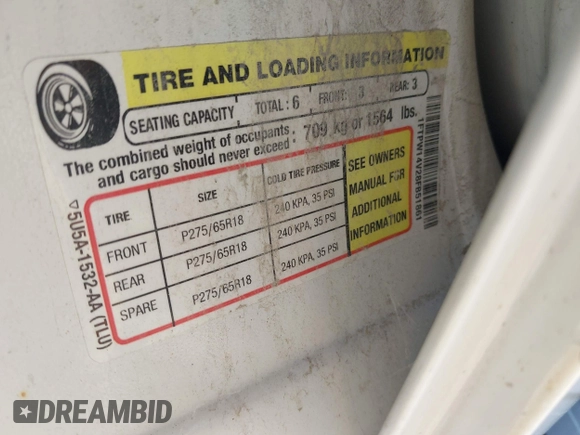 TIRE AND LOADING INFORMATION
SEATING CAPACITY TOTAL: 6 FRONT: 3 REAR: 3
The combined weight of occupants and cargo should never exceed: 709 kg or 1564 lbs.
TIRE SIZE COLD TIRE PRESSURE
FRONT P275/65R18 240 KPA, 35 PSI
REAR P275/65R18 240 KPA, 35 PSI
SPARE P275/65R18 240 KPA, 35 PSI
SEE OWNERS
MANUAL FOR
ADDITIONAL
INFORMATION
5U5A-1532-AA (TLU)
DREAMBID